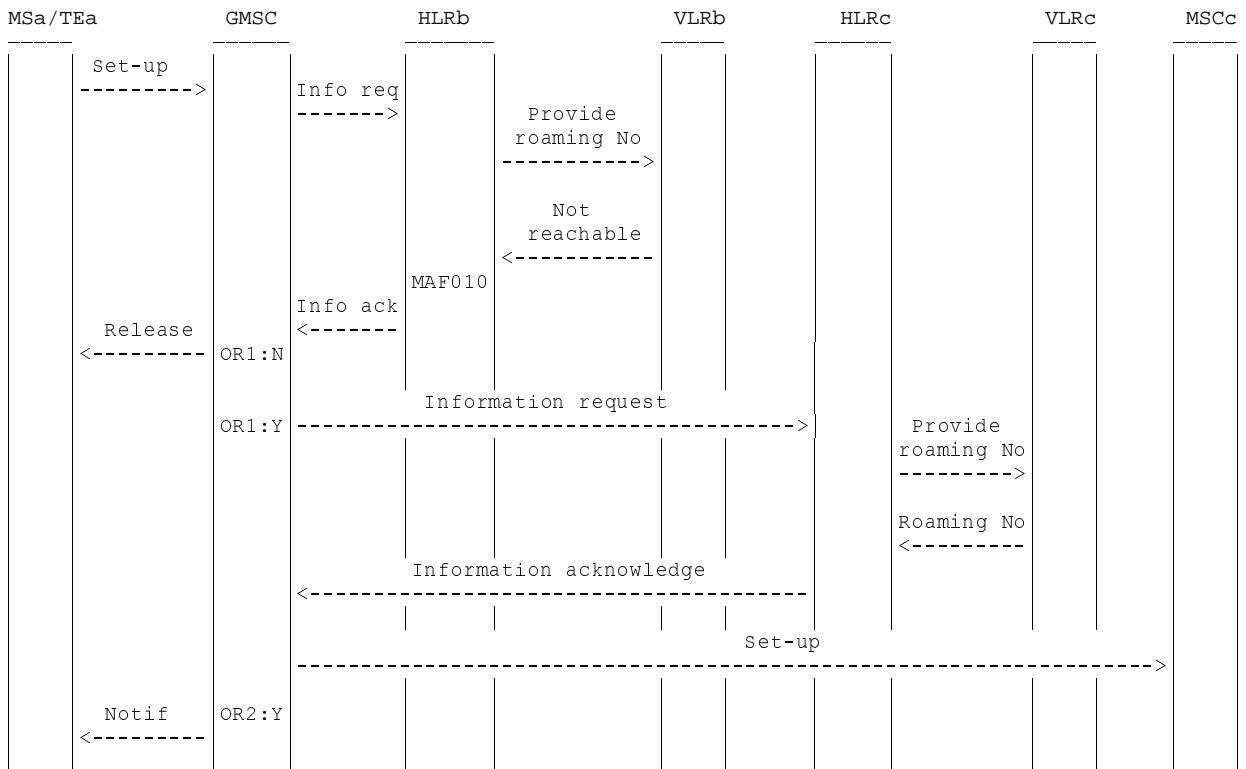 MSa/TEa GMSC HLRb VLRb HLRc VLRc MSCc
Set-up
Info req
Provide
roaming No
Not
reachable
MAF010
Info ack
Release
OR1:N
Information request
OR1:Y
Provide
roaming No
Roaming No
Information acknowledge
Set-up
Notif OR2:Y